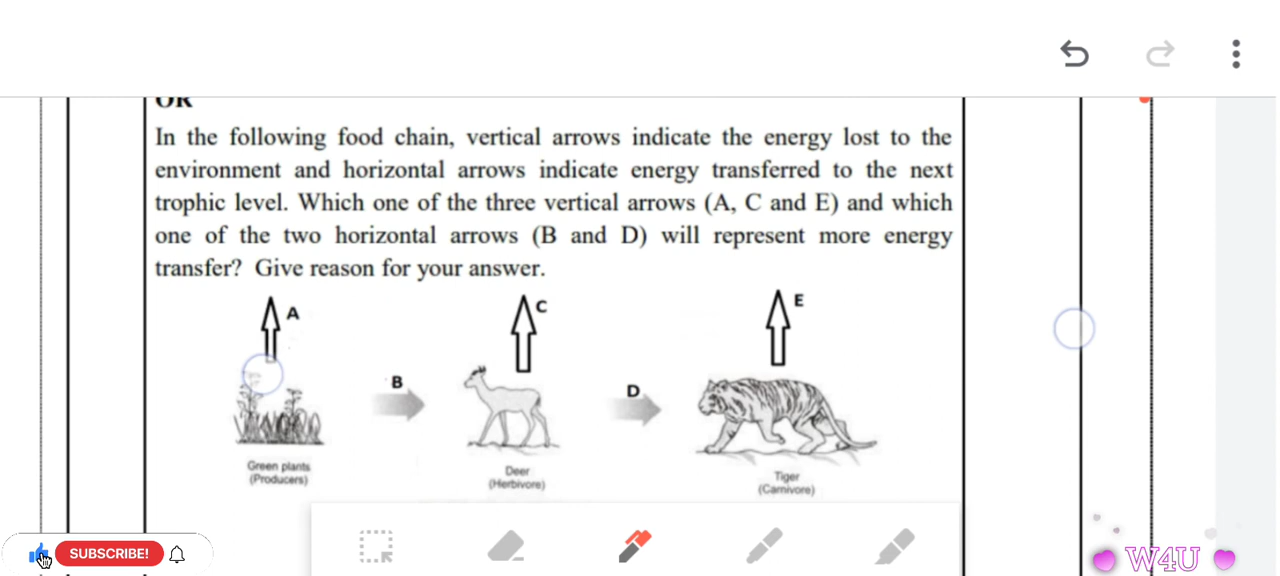 OR
In the following food chain, vertical arrows indicate the energy lost to the
environment and horizontal arrows indicate energy transferred to the next
trophic level. Which one of the three vertical arrows (A, C and E) and which
one of the two horizontal arrows (B and D) will represent more energy
transfer? Give reason for your answer.
A
C
E
B
D
Green plants
(Producers)
Deer
(Herbivore)
Tiger
(Carnivore)
SUBSCRIBE!
W4U